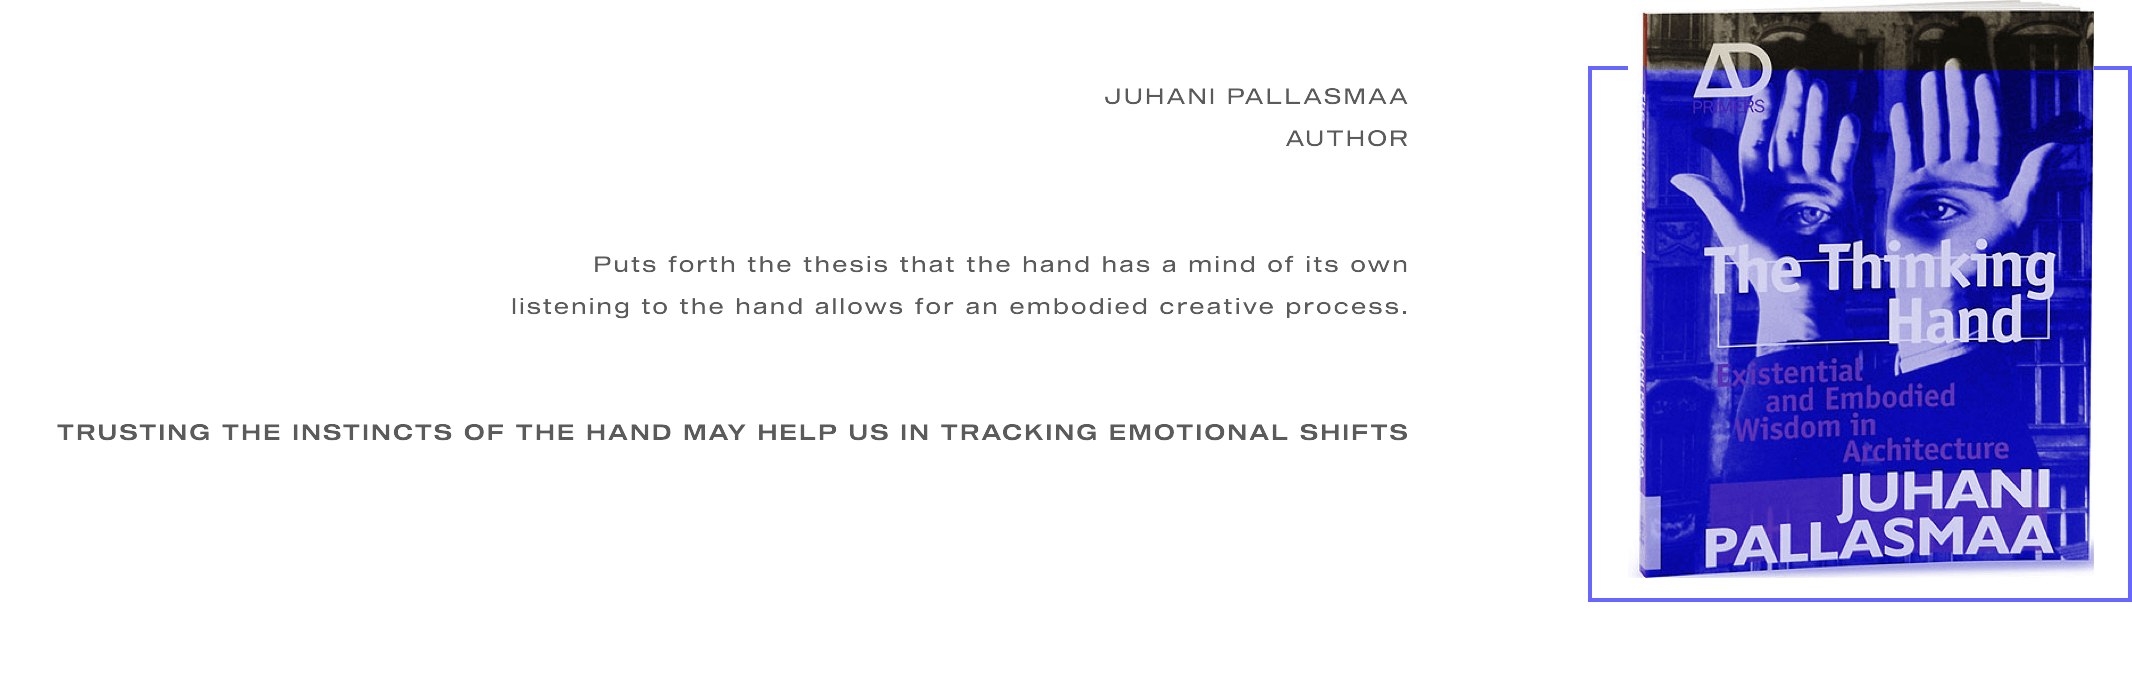 JUHANI PALLASMAA
AUTHOR
Puts forth the thesis that the hand has a mind of its own
listening to the hand allows for an embodied creative process.
TRUSTING THE INSTINCTS OF THE HAND MAY HELP US IN TRACKING EMOTIONAL SHIFTS
AD
PRIMERS
The Thinking
Hand
Existential
and Embodied
Wisdom in
Architecture
JUHANI
PALLASMAA